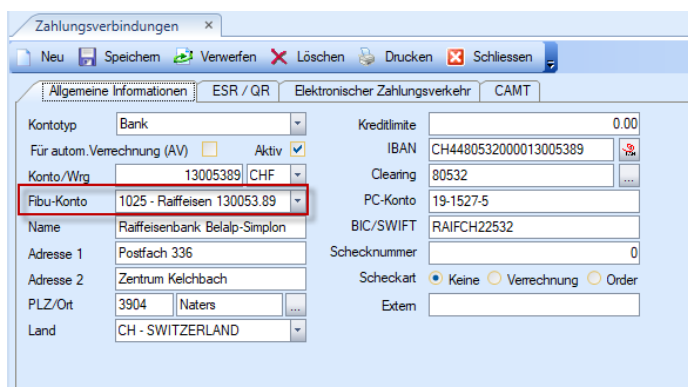 Zahlungsverbindungen ×
Neu Speichern Verwerfen Löschen Drucken Schliessen
Allgemeine Informationen ESR / QR Elektronischer Zahlungsverkehr CAMT
Kontotyp Bank Kreditlimite 0.00
Für autom.Verrechnung (AV) Aktiv IBAN CH4480532000013005389
Konto/Wrg 13005389 CHF Clearing 80532 ...
Fibu-Konto 1025 - Raiffeisen 130053.89 PC-Konto 19-1527-5
Name Raiffeisenbank Belalp-Simplon BIC/SWIFT RAIFCH22532
Adresse 1 Postfach 336 Schecknummer 0
Adresse 2 Zentrum Kelchbach Scheckart Keine Verrechnung Order
PLZ/Ort 3904 Naters ... Extern
Land CH - SWITZERLAND